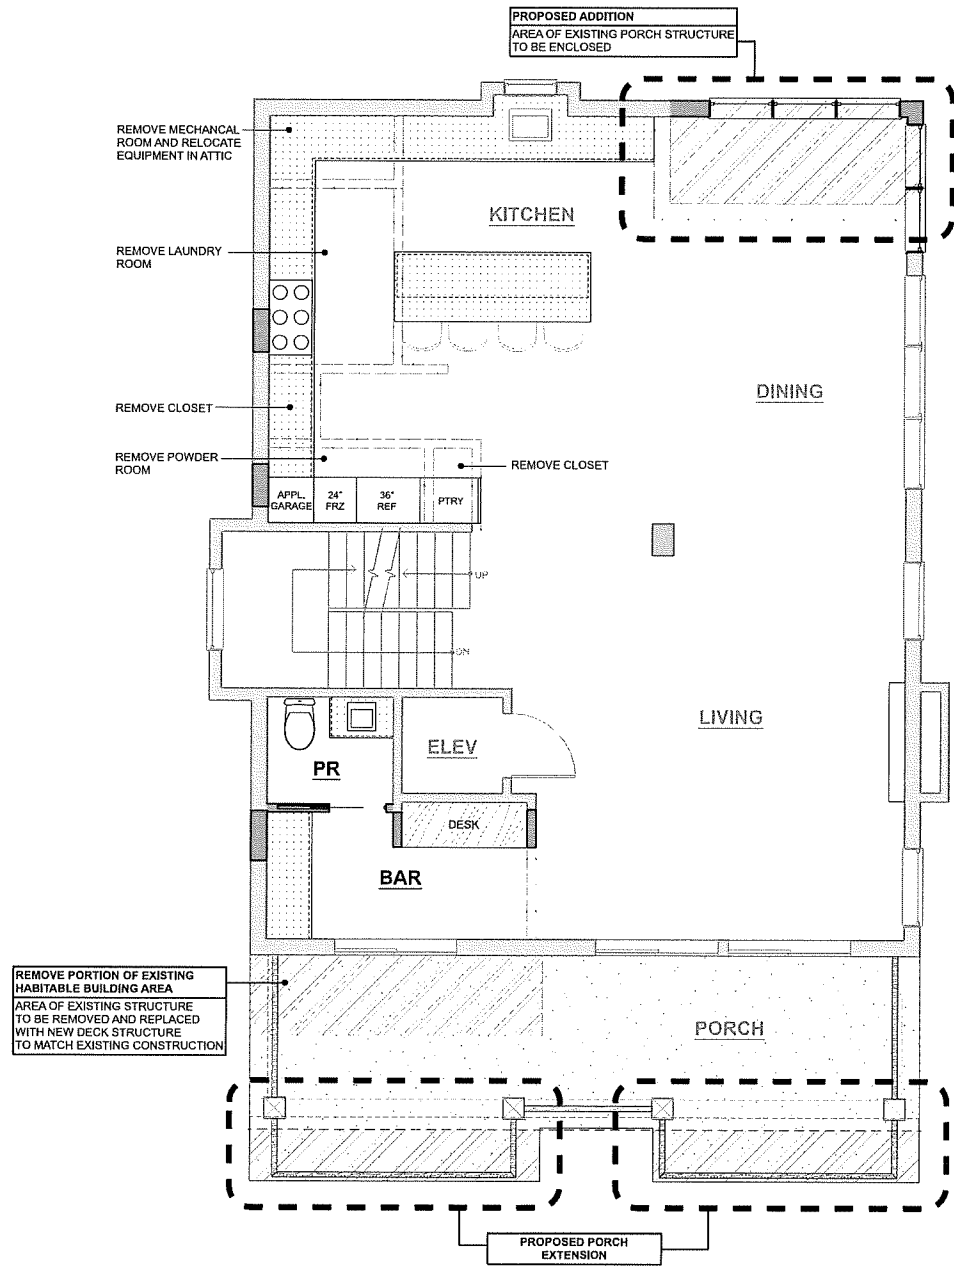 PROPOSED ADDITION
AREA OF EXISTING PORCH STRUCTURE
TO BE ENCLOSED
REMOVE MECHANCAL
ROOM AND RELOCATE
EQUIPMENT IN ATTIC
KITCHEN
REMOVE LAUNDRY
ROOM
DINING
REMOVE CLOSET
REMOVE POWDER
ROOM
REMOVE CLOSET
APPL.
GARAGE
24"
FRZ
36"
REF
PTRY
UP
DN
LIVING
ELEV
PR
DESK
BAR
REMOVE PORTION OF EXISTING
HABITABLE BUILDING AREA
AREA OF EXISTING STRUCTURE
TO BE REMOVED AND REPLACED
WITH NEW DECK STRUCTURE
TO MATCH EXISTING CONSTRUCTION
PORCH
PROPOSED PORCH
EXTENSION